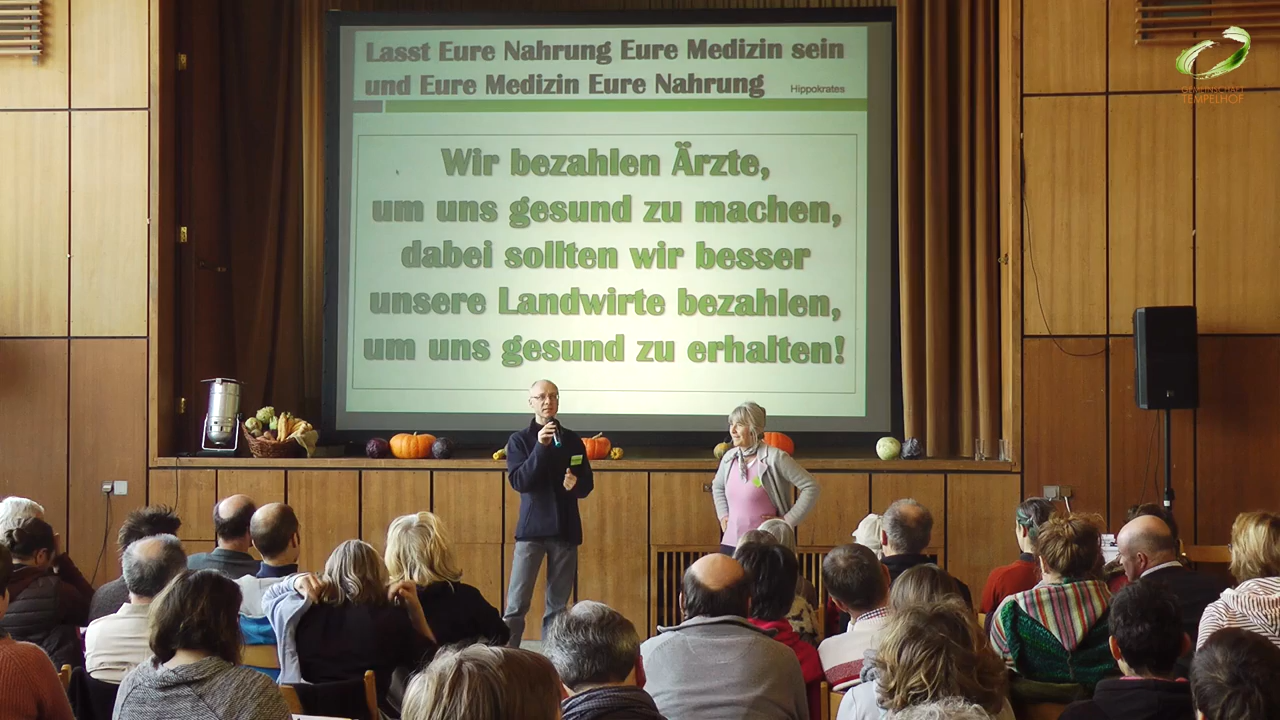 Lasst Eure Nahrung Eure Medizin sein
und Eure Medizin Eure Nahrung
Hippokrates
Wir bezahlen Ärzte,
um uns gesund zu machen,
dabei sollten wir besser
unsere Landwirte bezahlen,
um uns gesund zu erhalten!
GEMEINSCHAFT
TEMPELHOF